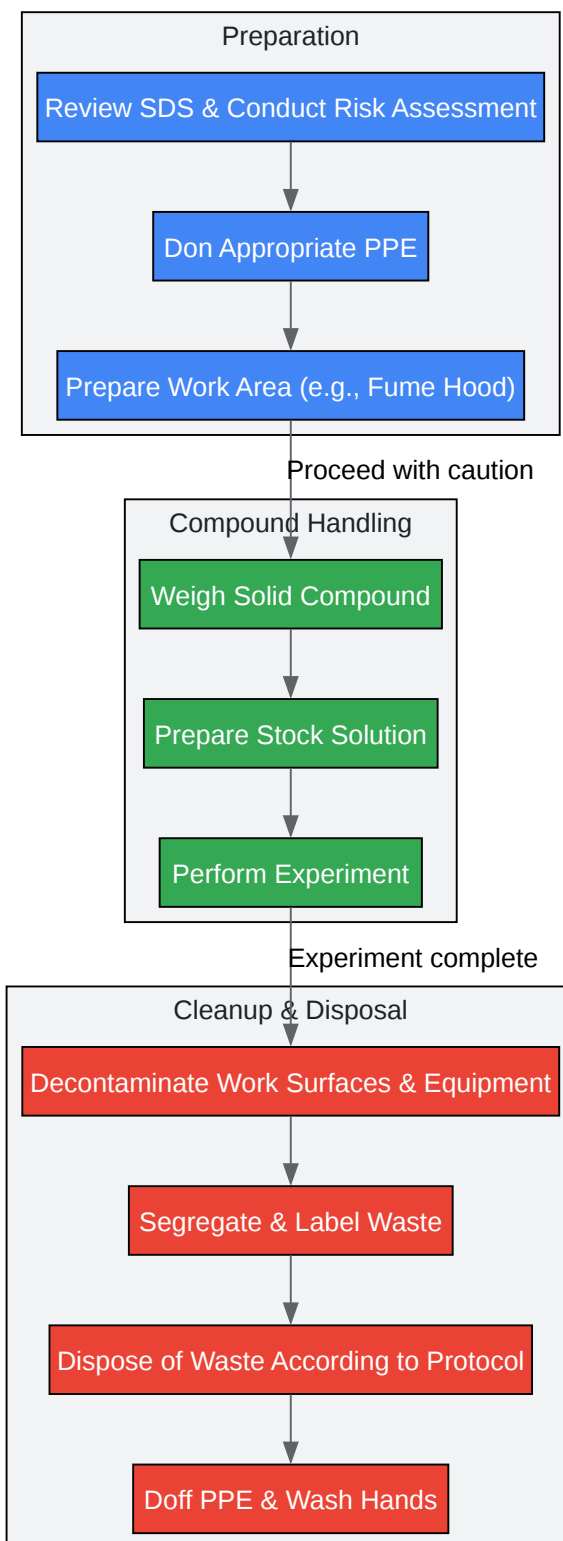 Preparation
Review SDS & Conduct Risk Assessment
Don Appropriate PPE
Prepare Work Area (e.g., Fume Hood)
Proceed with caution
Compound Handling
Weigh Solid Compound
Prepare Stock Solution
Perform Experiment
Experiment complete
Cleanup & Disposal
Decontaminate Work Surfaces & Equipment
Segregate & Label Waste
Dispose of Waste According to Protocol
Doff PPE & Wash Hands